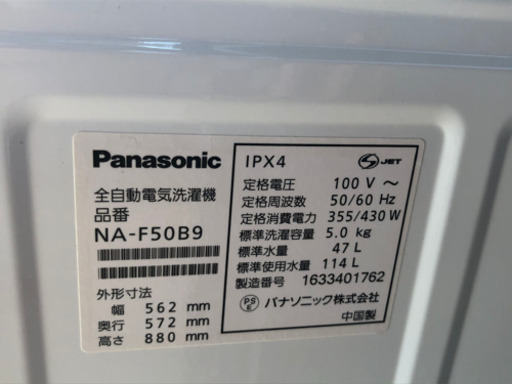 Panasonic
全自動電気洗濯機
品番
NA-F50B9
外形寸法
幅 562 mm
奥行 572 mm
高さ 880 mm
IPX4
S JET
定格電圧 100 V ～
定格周波数 50/60 Hz
定格消費電力 355/430 W
標準洗濯容量 5.0 kg
標準水量 47 L
標準使用水量 114 L
製造番号 1633401762
PSE パナソニック株式会社
中国製